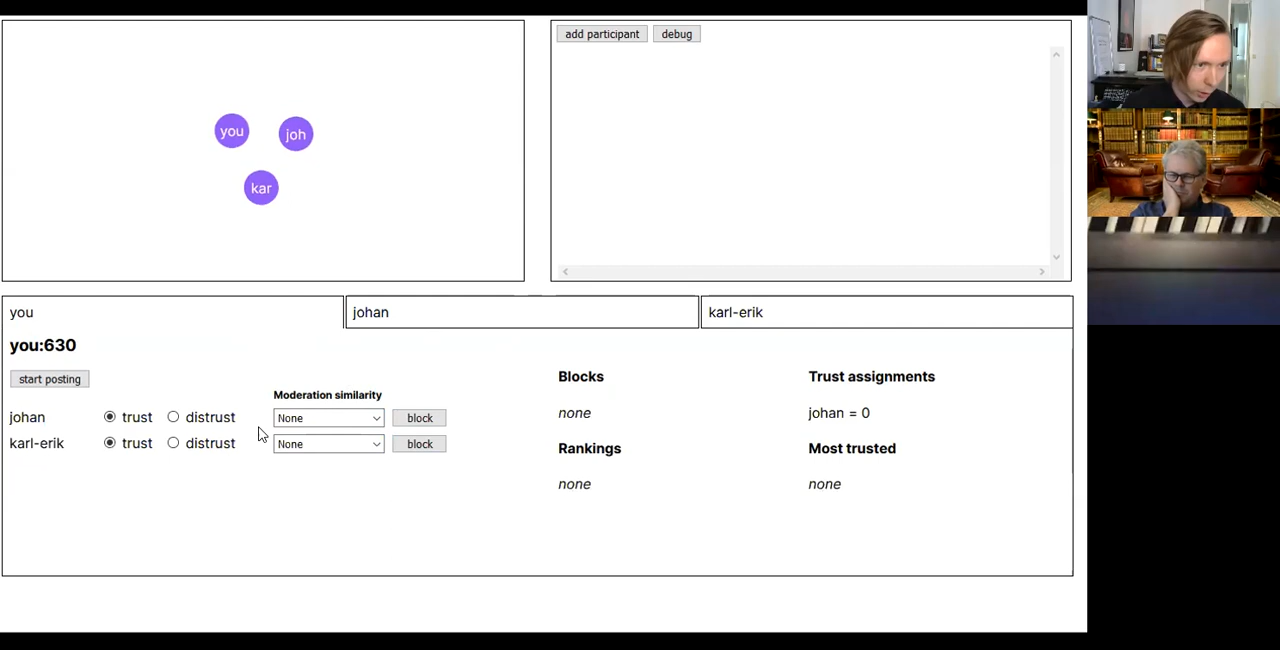 add participant debug
you
joh
kar
you
johan
karl-erik
you:630
start posting
Moderation similarity
johan trust distrust None block
karl-erik trust distrust None block
Blocks
none
Rankings
none
Trust assignments
johan = 0
Most trusted
none